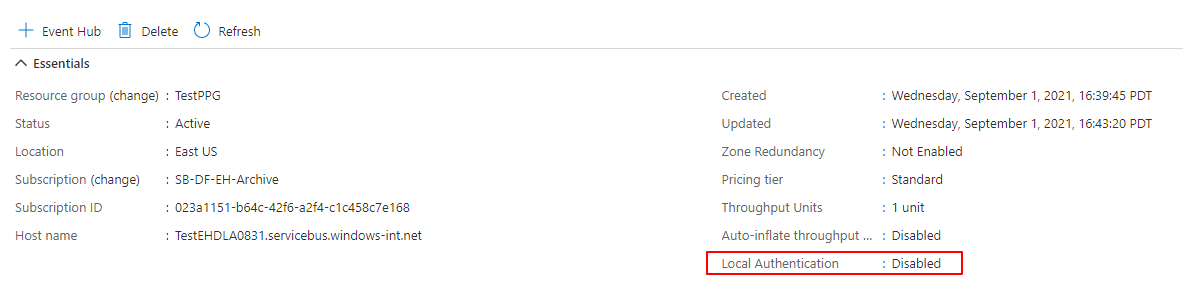 Event Hub Delete Refresh
Essentials
Resource group (change) : TestPPG
Status : Active
Location : East US
Subscription (change) : SB-DF-EH-Archive
Subscription ID : 023a1151-b64c-42f6-a2f4-c1c458c7e168
Host name : TestEHDLA0831.servicebus.windows-int.net
Created : Wednesday, September 1, 2021, 16:39:45 PDT
Updated : Wednesday, September 1, 2021, 16:43:20 PDT
Zone Redundancy : Not Enabled
Pricing tier : Standard
Throughput Units : 1 unit
Auto-inflate throughput ... : Disabled
Local Authentication : Disabled